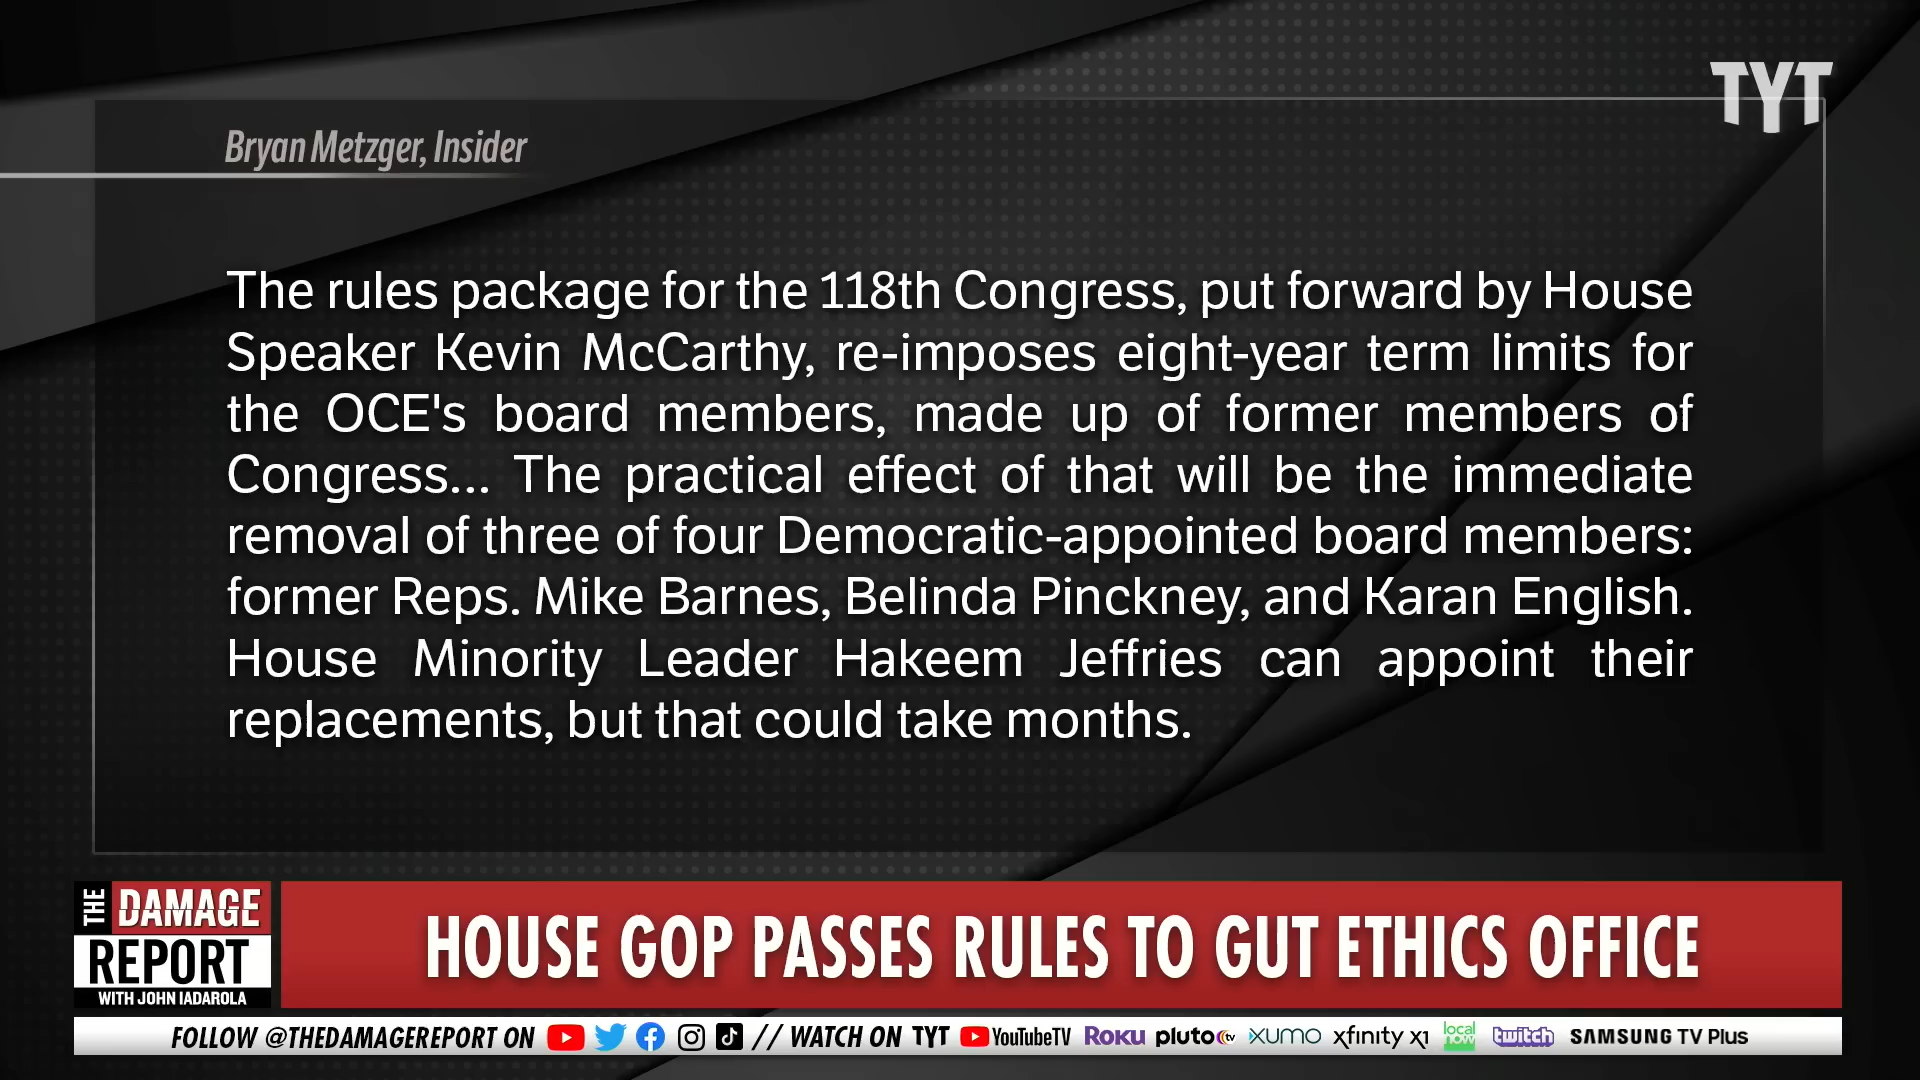 TYT
Bryan Metzger, Insider
The rules package for the 118th Congress, put forward by House
Speaker Kevin McCarthy, re-imposes eight-year term limits for
the OCE's board members, made up of former members of
Congress... The practical effect of that will be the immediate
removal of three of four Democratic-appointed board members:
former Reps. Mike Barnes, Belinda Pinckney, and Karan English.
House Minority Leader Hakeem Jeffries can appoint their
replacements, but that could take months.
THE DAMAGE
REPORT
WITH JOHN IADAROLA
HOUSE GOP PASSES RULES TO GUT ETHICS OFFICE
FOLLOW @THEDAMAGEREPORT ON // WATCH ON TYT YouTubeTV ROKU pluto tv XUMO xfinity x1 local now twitch SAMSUNG TV Plus